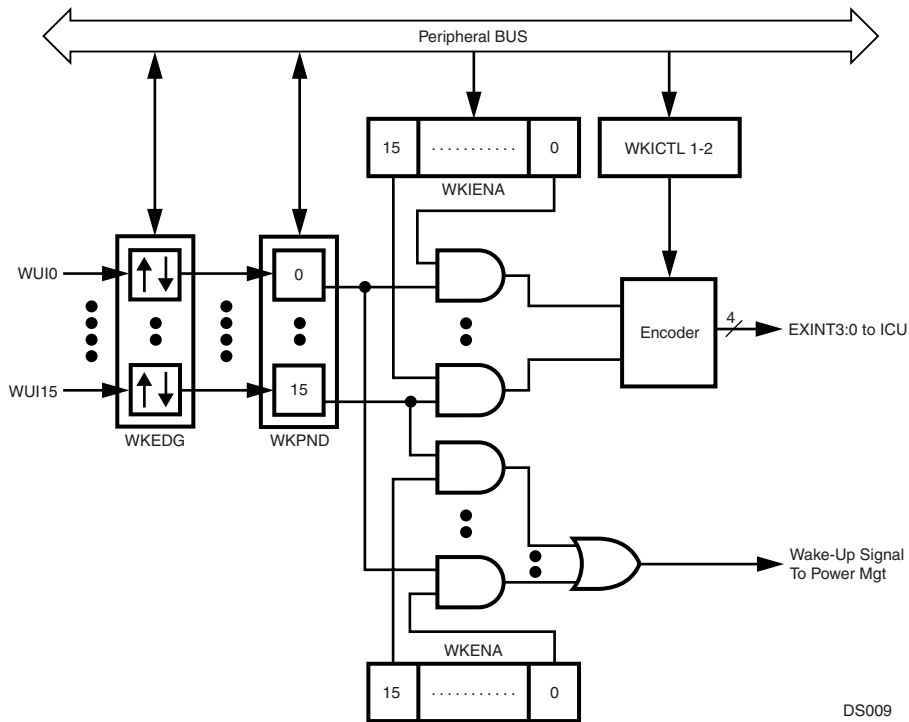 Peripheral BUS
15 ........... 0
WKIENA
WKICTL 1-2
WUI0
0
Encoder
4
EXINT3:0 to ICU
WUI15
15
WKEDG
WKPND
Wake-Up Signal
To Power Mgt
WKENA
15 ........... 0
DS009